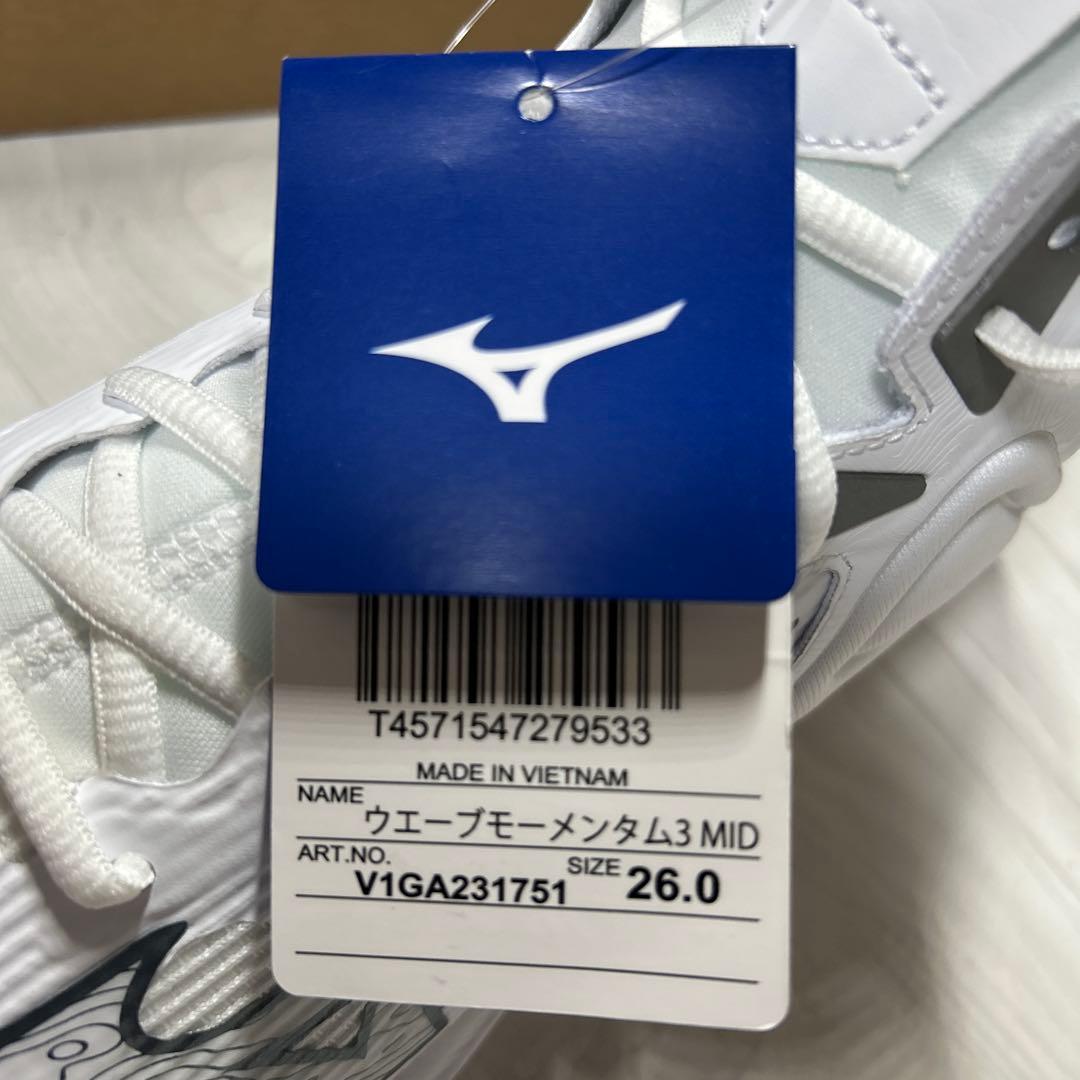 T4571547279533
MADE IN VIETNAM
NAME
ウエーブモーメンタム3 MID
ART.NO.
V1GA231751
SIZE 26.0